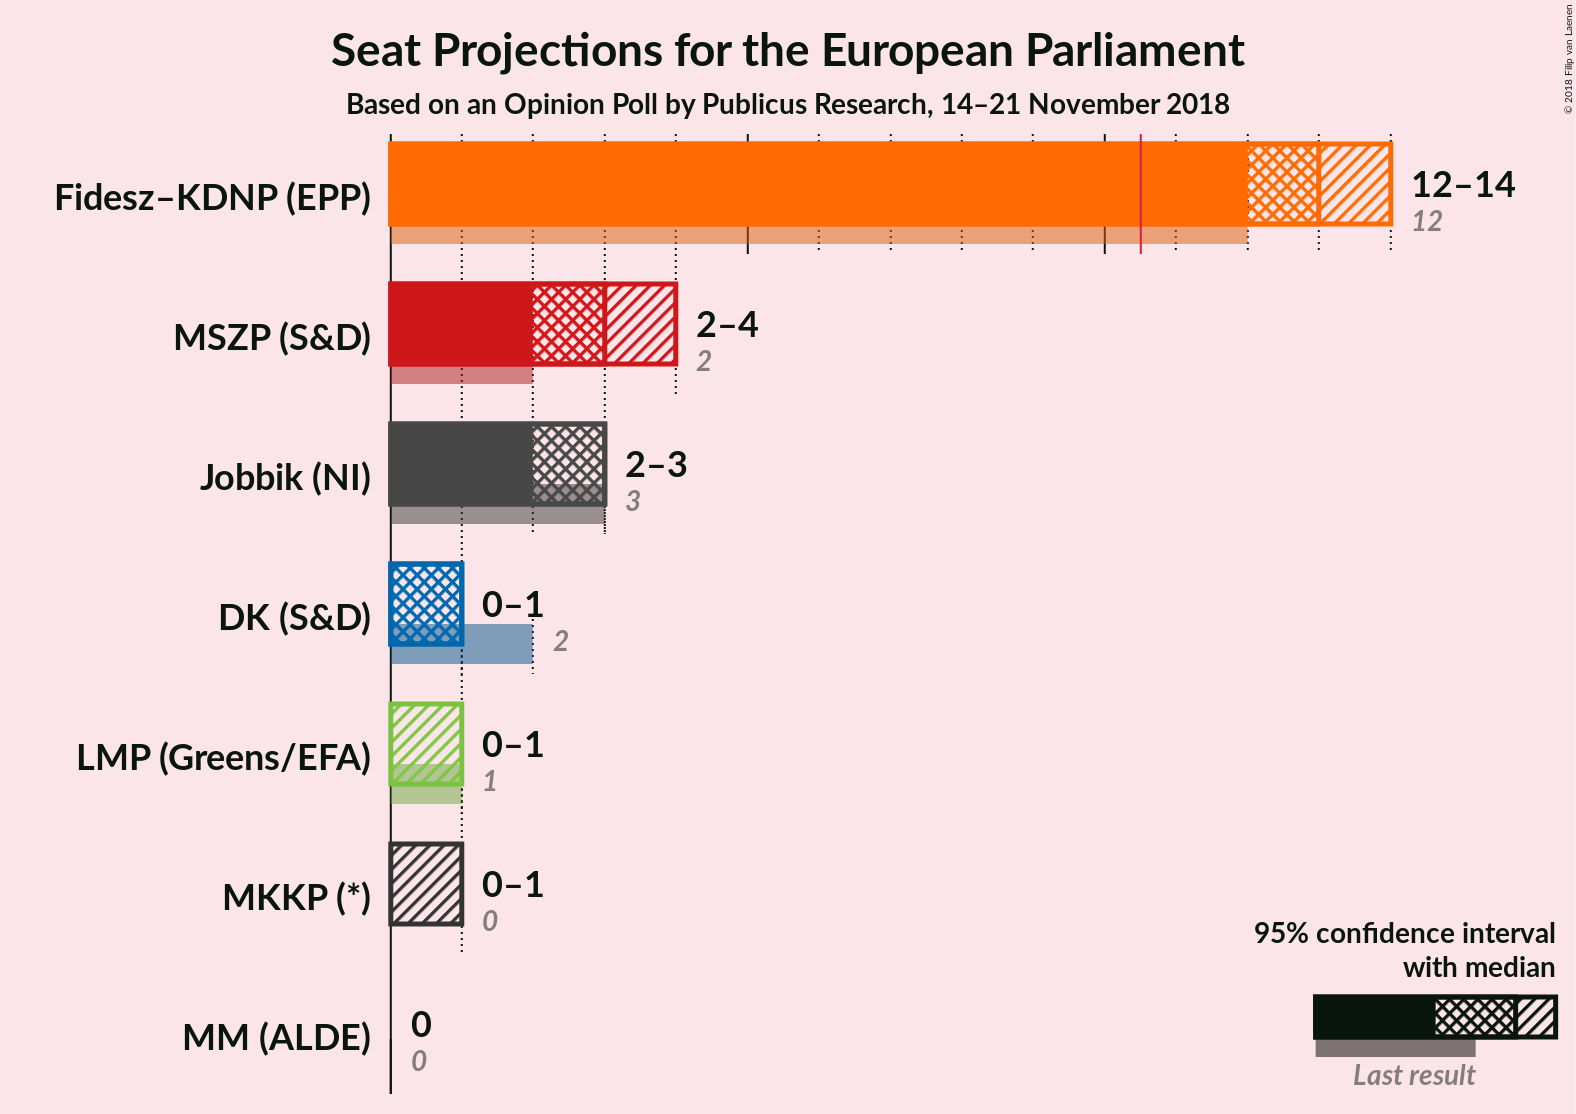 Seat Projections for the European Parliament
Based on an Opinion Poll by Publicus Research, 14–21 November 2018
© 2018 Filip van Laenen
Fidesz–KDNP (EPP)
12–14
12
MSZP (S&D)
2–4
2
Jobbik (NI)
2–3
3
DK (S&D)
0–1
2
LMP (Greens/EFA)
0–1
1
MKKP (*)
0–1
0
MM (ALDE)
0
0
95% confidence interval
with median
Last result